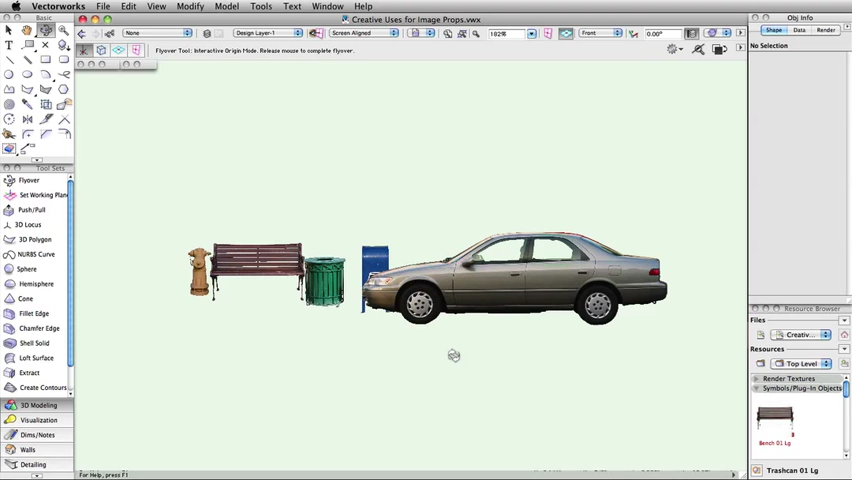 Vectorworks File Edit View Modify Model Tools Text Window Help
Basic
Creative Uses for Image Props.vwx
Obj Info
None
Design Layer-1
Screen Aligned
182%
Front
0.00°
Shape Data Render
Flyover Tool: Interactive Origin Mode. Release mouse to complete flyover.
No Selection
Tool Sets
Flyover
Set Working Plane
Push/Pull
3D Locus
3D Polygon
NURBS Curve
Sphere
Hemisphere
Cone
Fillet Edge
Chamfer Edge
Shell Solid
Loft Surface
Extract
Create Contours
3D Modeling
Visualization
Dims/Notes
Walls
Detailing
Resource Browser
Files
Creativ...
Resources
Top Level
Render Textures
Symbols/Plug-In Objects
Bench 01 Lg
Trashcan 01 Lg
For Help, press F1